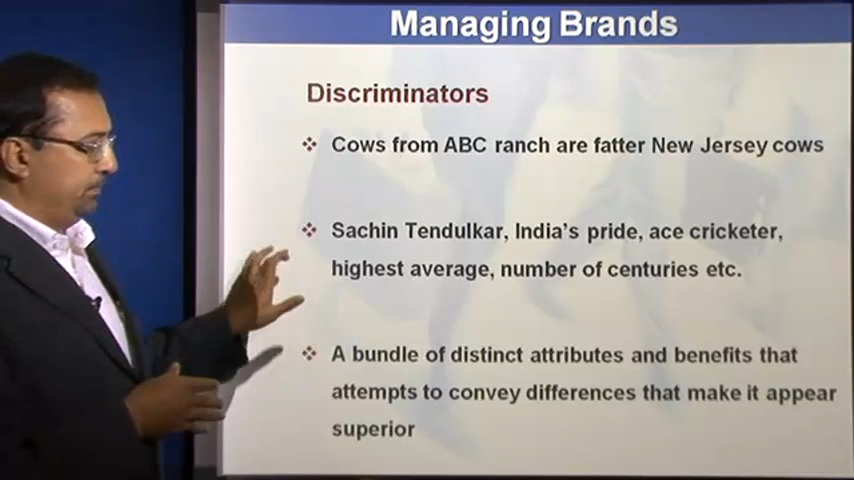 Managing Brands
Discriminators
Cows from ABC ranch are fatter New Jersey cows
Sachin Tendulkar, India's pride, ace cricketer,
highest average, number of centuries etc.
A bundle of distinct attributes and benefits that
attempts to convey differences that make it appear
superior